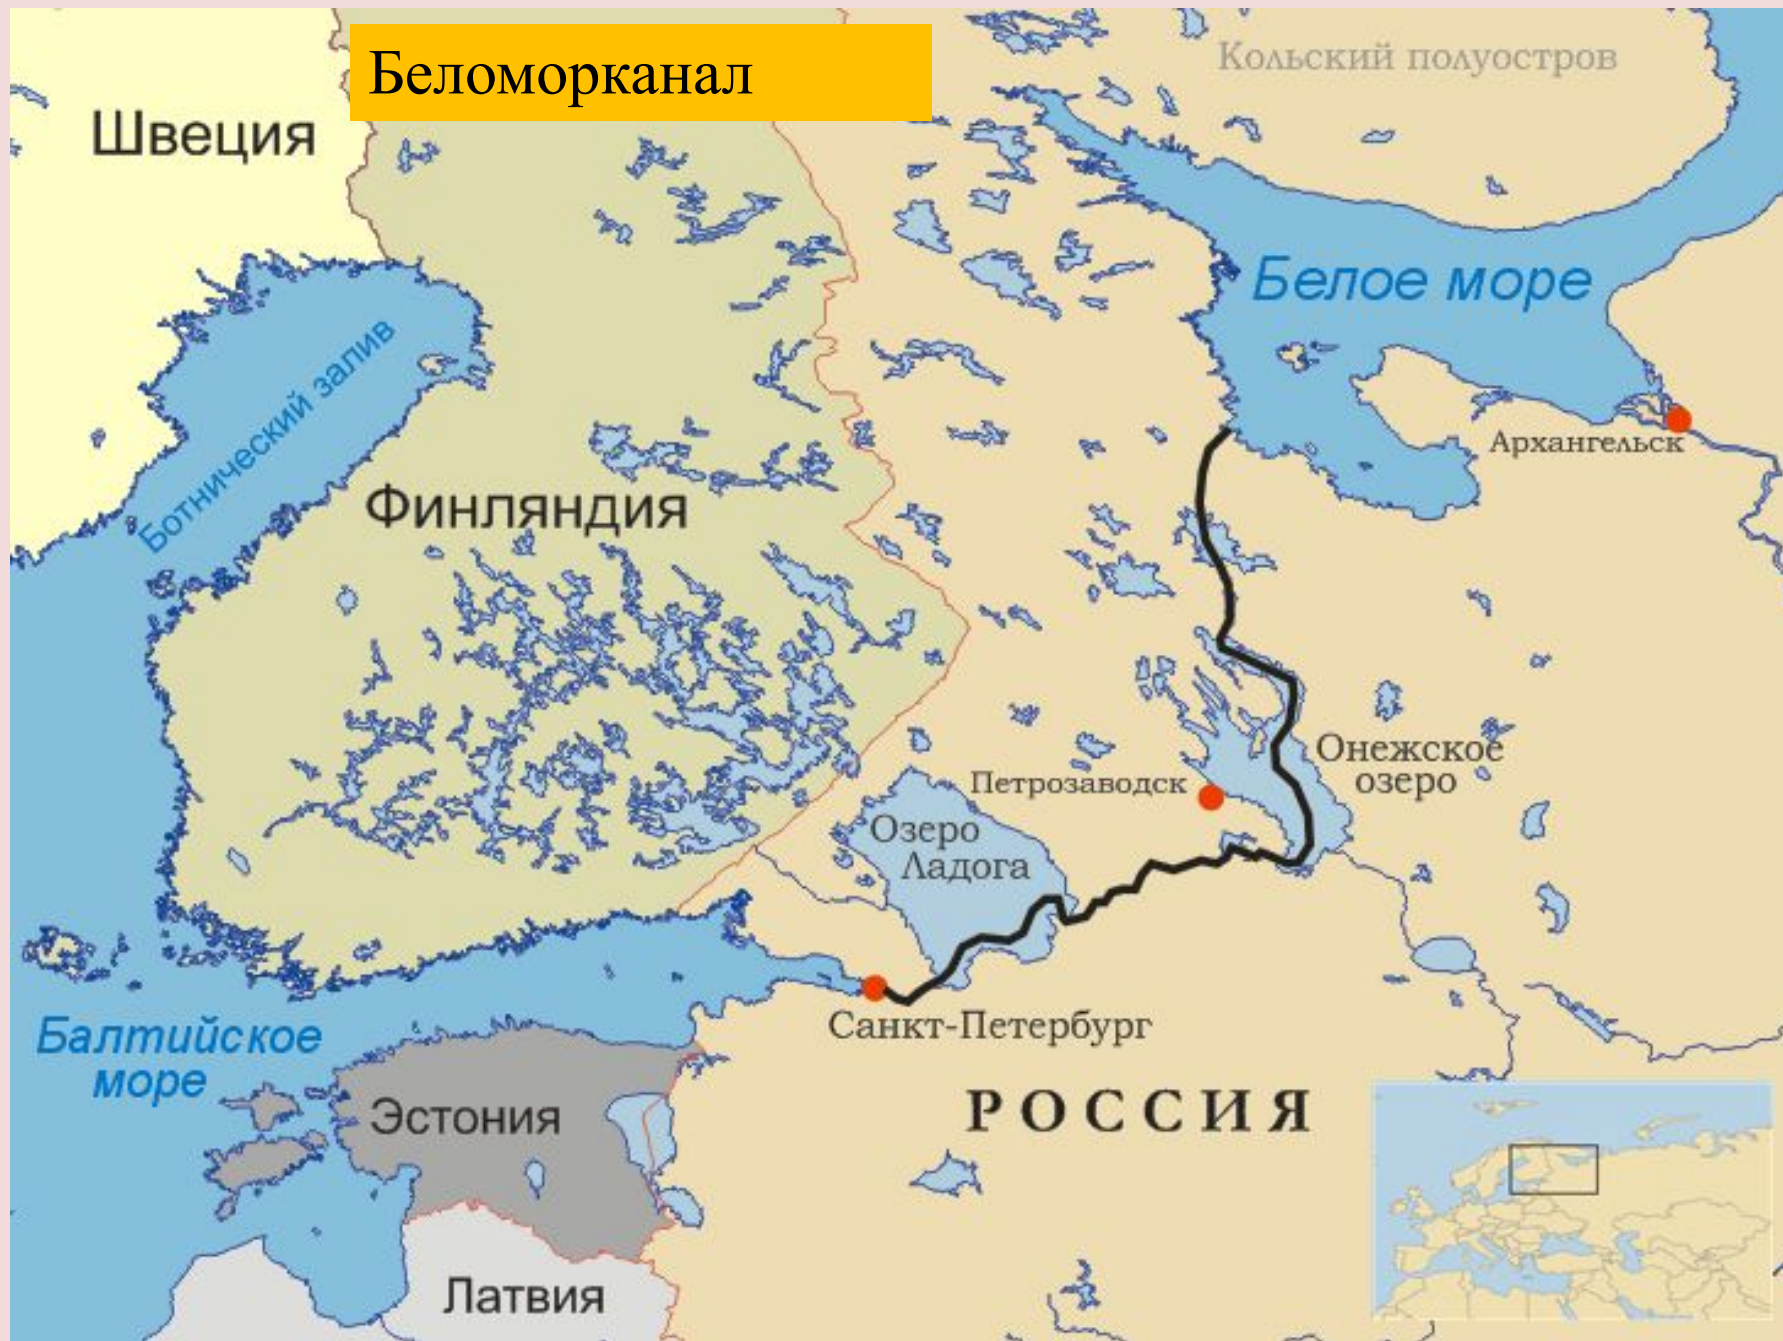 Беломорканал
Кольский полуостров
Швеция
Белое море
Ботнический залив
Архангельск
Финляндия
Онежское
озеро
Петрозаводск
Озеро
Ладога
Санкт-Петербург
Балтийское
море
РОССИЯ
Эстония
Латвия